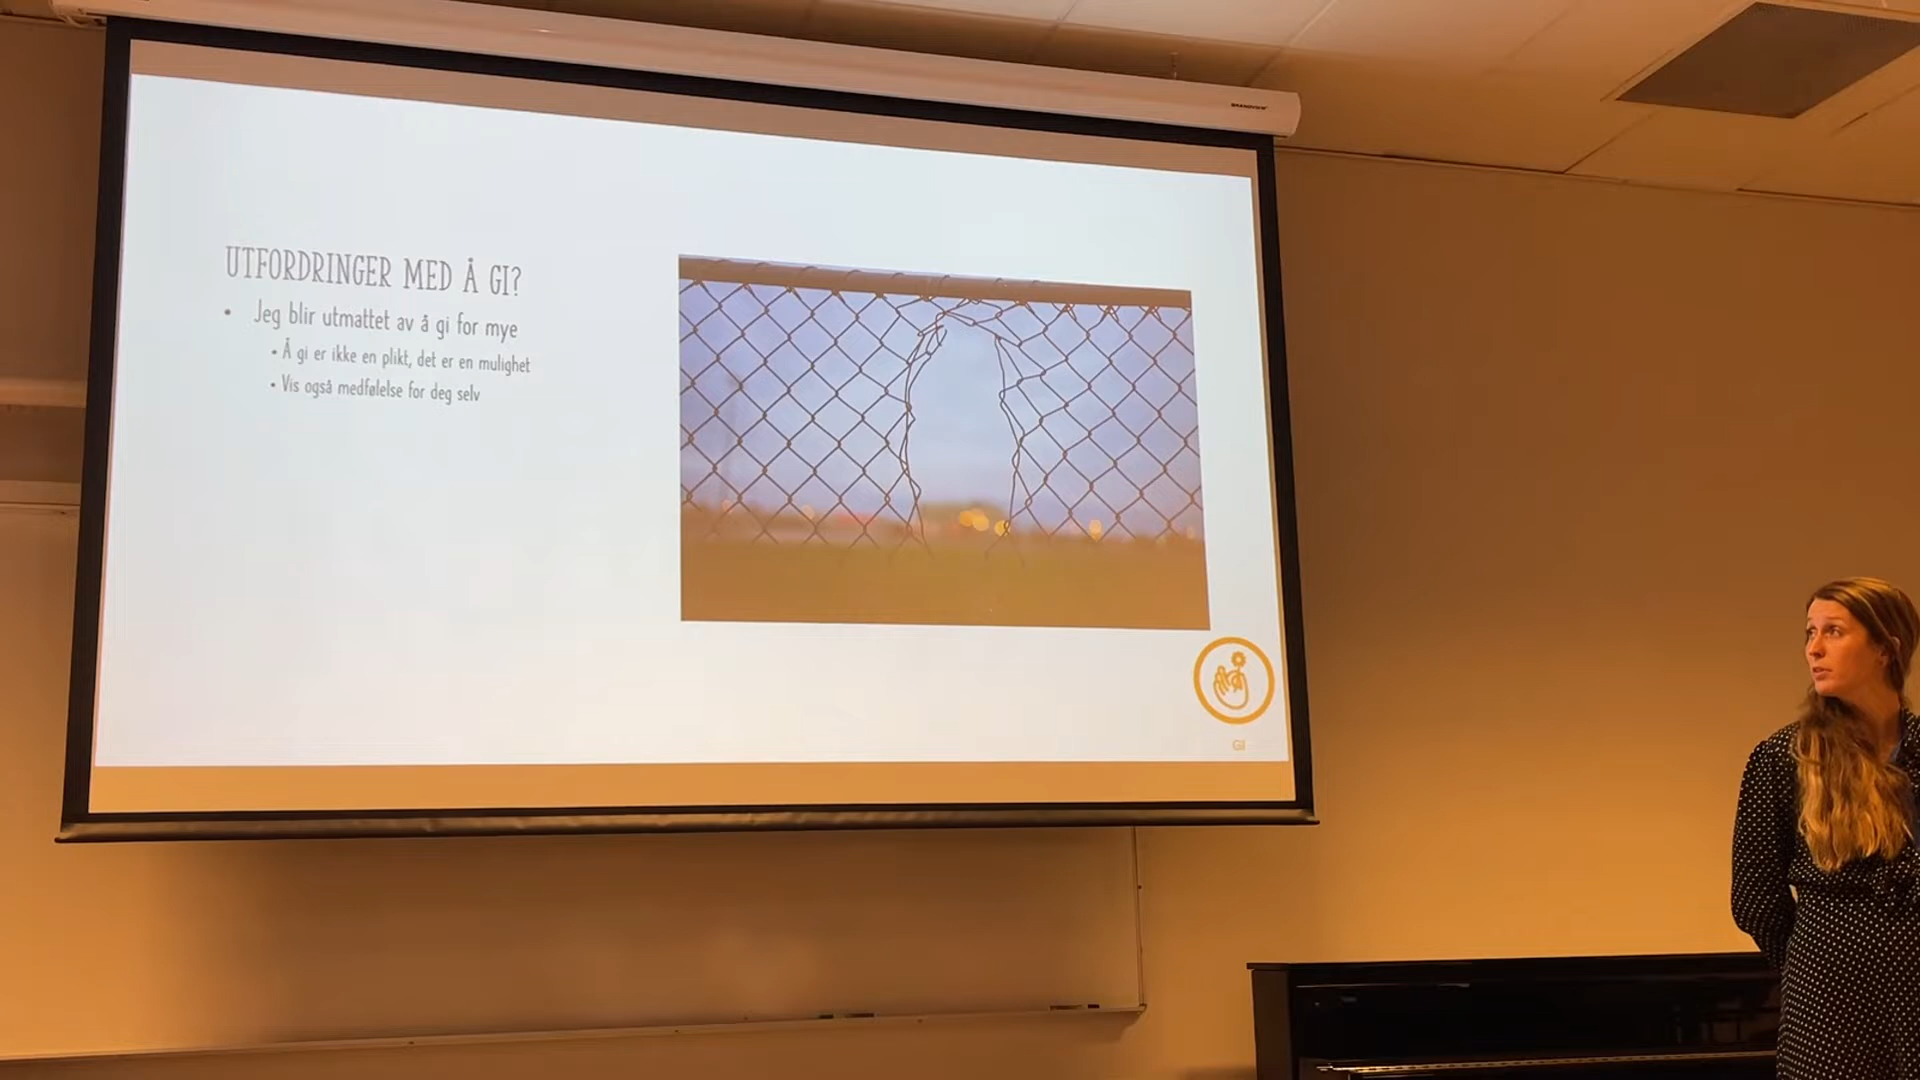 UTFORDRINGER MED Å GI?
• Jeg blir utmattet av å gi for mye
• Å gi er ikke en plikt, det er en mulighet
• Vis også medfølelse for deg selv
GI